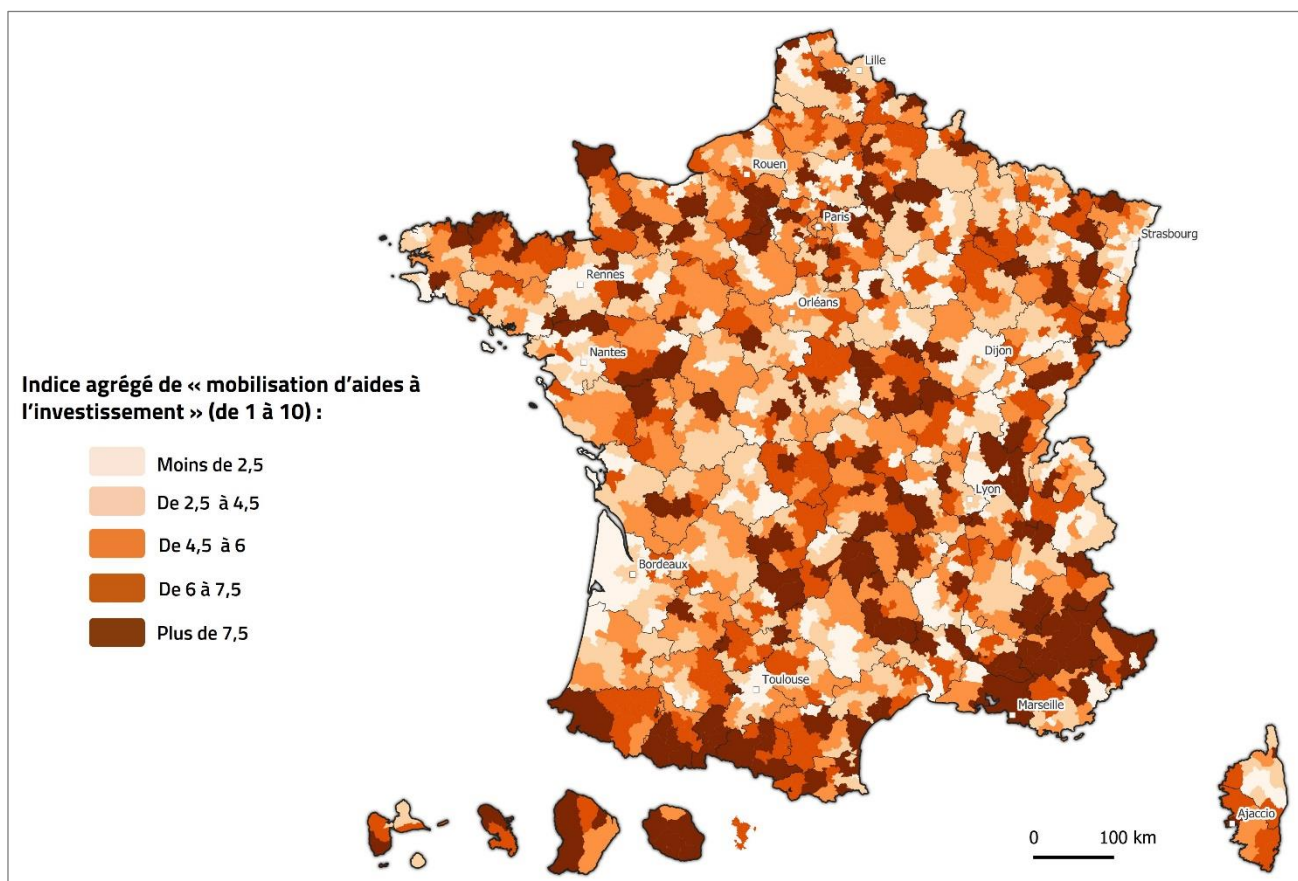 Lille
Rouen
Paris
Strasbourg
Rennes
Orléans
Dijon
Nantes
Indice agrégé de « mobilisation d'aides à
l'investissement » (de 1 à 10) :
Moins de 2,5
De 2,5 à 4,5
De 4,5 à 6
De 6 à 7,5
Plus de 7,5
Lyon
Bordeaux
Toulouse
Marseille
Ajaccio
0 100 km